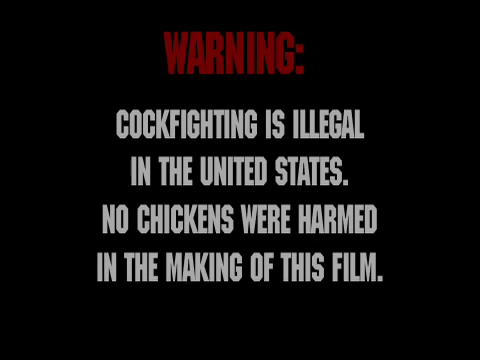 WARNING:
COCKFIGHTING IS ILLEGAL
IN THE UNITED STATES.
NO CHICKENS WERE HARMED
IN THE MAKING OF THIS FILM.